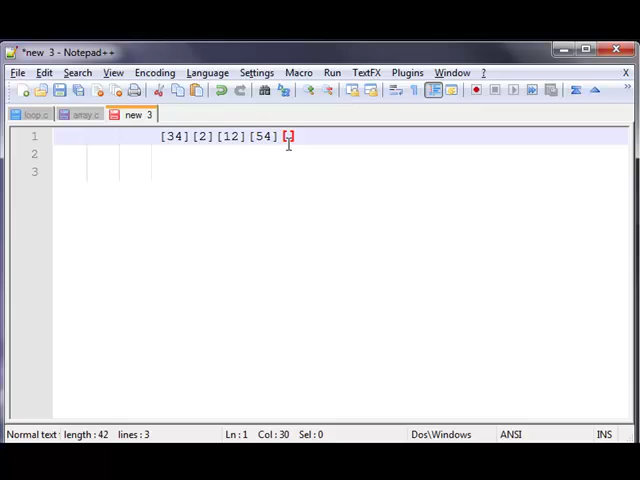 *new 3 - Notepad++
File Edit Search View Encoding Language Settings Macro Run TextFX Plugins Window ? X
loop.c array.c new 3
1 [34][2][12][54][]
2
3
Normal text length : 42 lines : 3 Ln : 1 Col : 30 Sel : 0 Dos\Windows ANSI INS